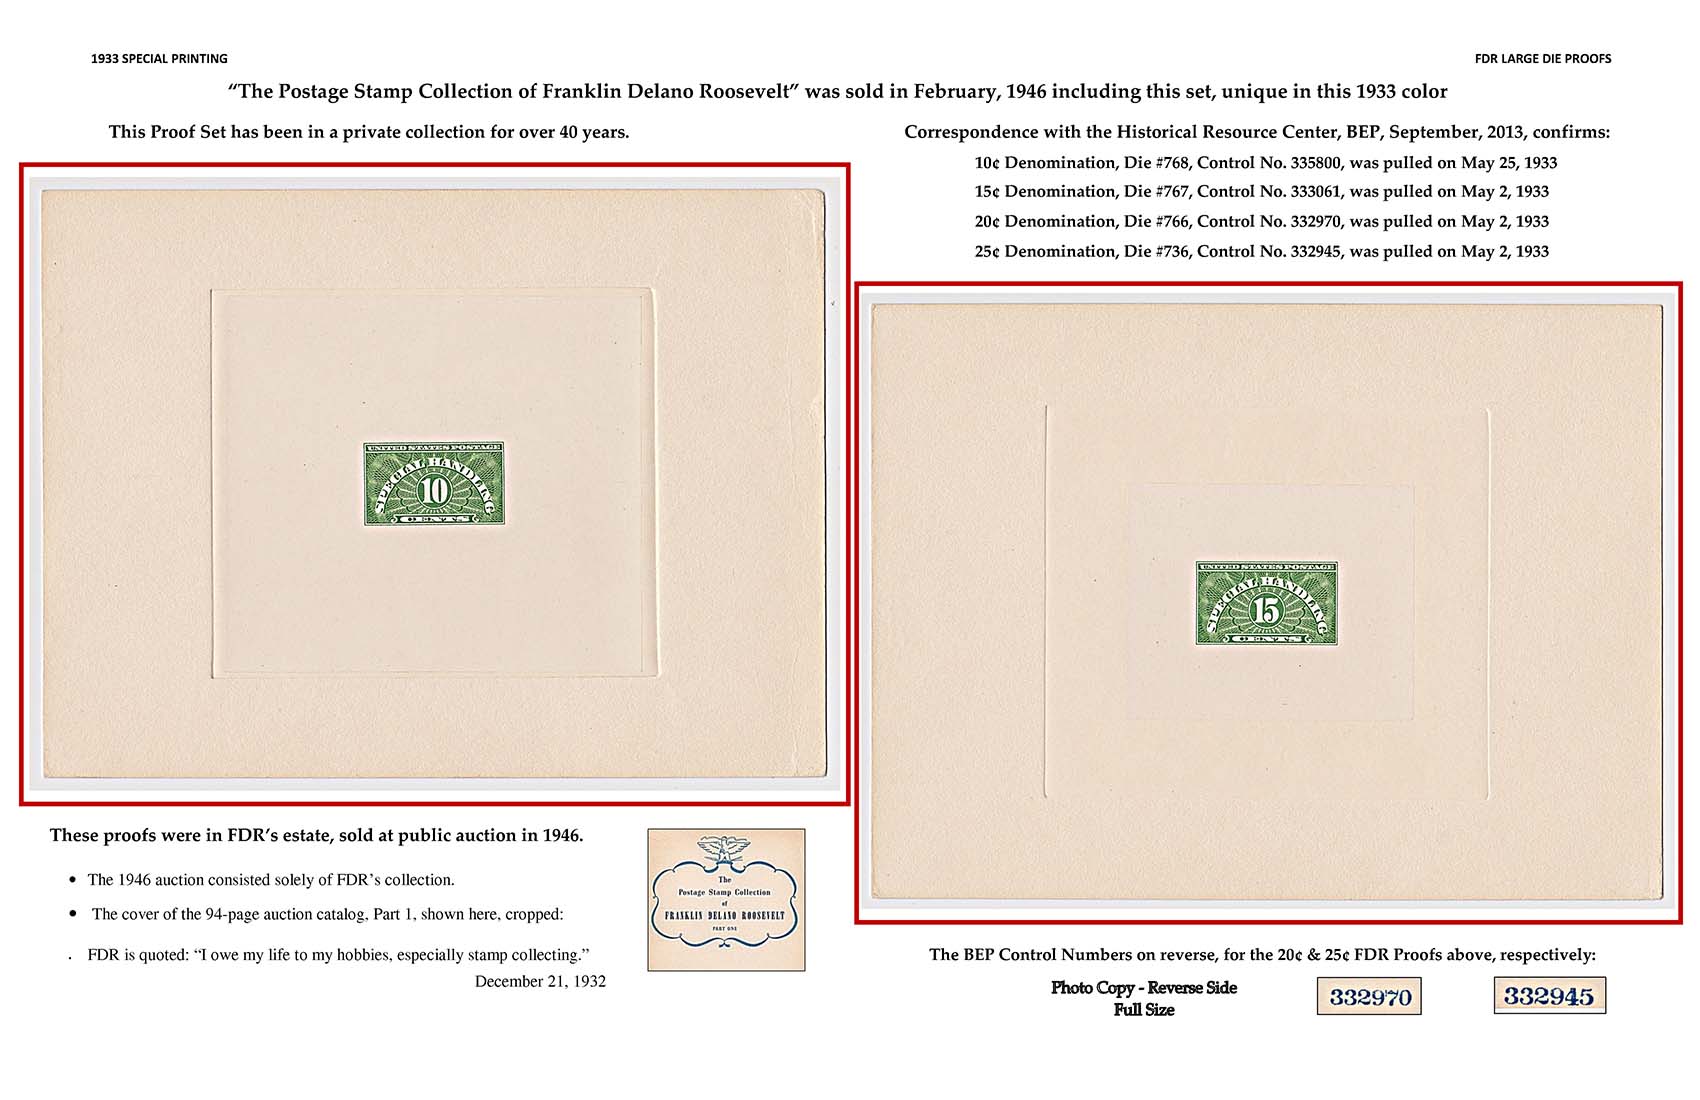 1933 SPECIAL PRINTING
FDR LARGE DIE PROOFS
“The Postage Stamp Collection of Franklin Delano Roosevelt” was sold in February, 1946 including this set, unique in this 1933 color
This Proof Set has been in a private collection for over 40 years.
Correspondence with the Historical Resource Center, BEP, September, 2013, confirms:
10¢ Denomination, Die #768, Control No. 335800, was pulled on May 25, 1933
15¢ Denomination, Die #767, Control No. 333061, was pulled on May 2, 1933
20¢ Denomination, Die #766, Control No. 332970, was pulled on May 2, 1933
25¢ Denomination, Die #736, Control No. 332945, was pulled on May 2, 1933
UNITED STATES POSTAGE
SPECIAL HANDLING
10
CENTS
UNITED STATES POSTAGE
SPECIAL HANDLING
15
CENTS
These proofs were in FDR’s estate, sold at public auction in 1946.
• The 1946 auction consisted solely of FDR’s collection.
• The cover of the 94-page auction catalog, Part 1, shown here, cropped:
. FDR is quoted: “I owe my life to my hobbies, especially stamp collecting.”
December 21, 1932
The
Postage Stamp Collection
of
FRANKLIN DELANO ROOSEVELT
PART ONE
The BEP Control Numbers on reverse, for the 20¢ & 25¢ FDR Proofs above, respectively:
Photo Copy - Reverse Side
Full Size
332970
332945